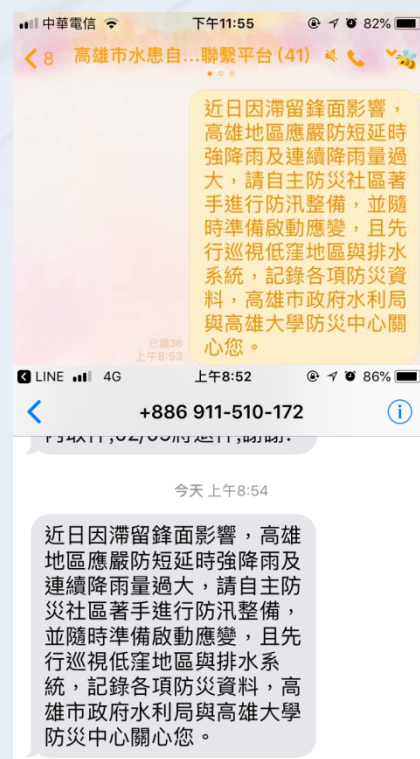 中華電信 下午11:55 82%
8 高雄市水患自...聯繫平台 (41)
近日因滯留鋒面影響，
高雄地區應嚴防短延時
強降雨及連續降雨量過
大，請自主防災社區著
手進行防汛整備，並隨
時準備啟動應變，且先
行巡視低窪地區與排水
系統，記錄各項防災資
料，高雄市政府水利局
與高雄大學防災中心關
心您。
已讀36
上午8:53
LINE 4G 上午8:52 86%
+886 911-510-172
今天 上午8:54
近日因滯留鋒面影響，高雄
地區應嚴防短延時強降雨及
連續降雨量過大，請自主防
災社區著手進行防汛整備，
並隨時準備啟動應變，且先
行巡視低窪地區與排水系
統，記錄各項防災資料，高
雄市政府水利局與高雄大學
防災中心關心您。